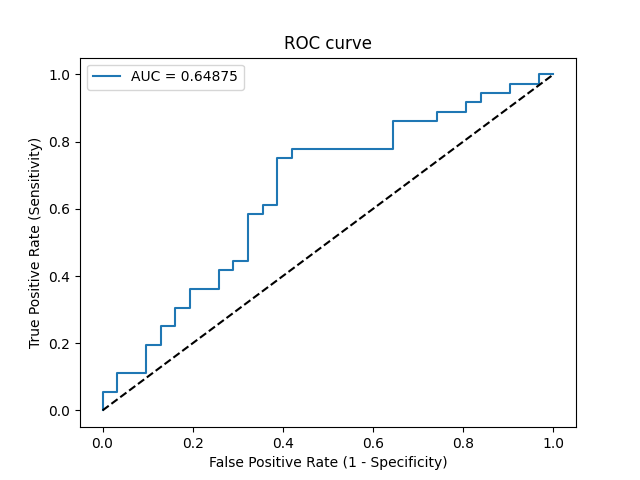 ROC curve
AUC = 0.64875
True Positive Rate (Sensitivity)
1.0
0.8
0.6
0.4
0.2
0.0
0.0 0.2 0.4 0.6 0.8 1.0
False Positive Rate (1 - Specificity)